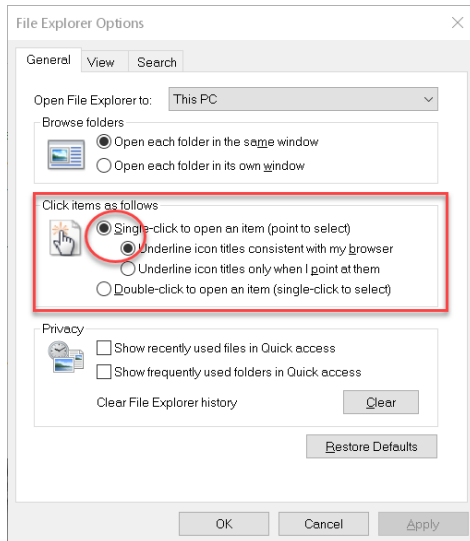 File Explorer Options
General View Search
Open File Explorer to: This PC
Browse folders
Open each folder in the same window
Open each folder in its own window
Click items as follows
Single-click to open an item (point to select)
Underline icon titles consistent with my browser
Underline icon titles only when I point at them
Double-click to open an item (single-click to select)
Privacy
Show recently used files in Quick access
Show frequently used folders in Quick access
Clear File Explorer history Clear
Restore Defaults
OK Cancel Apply